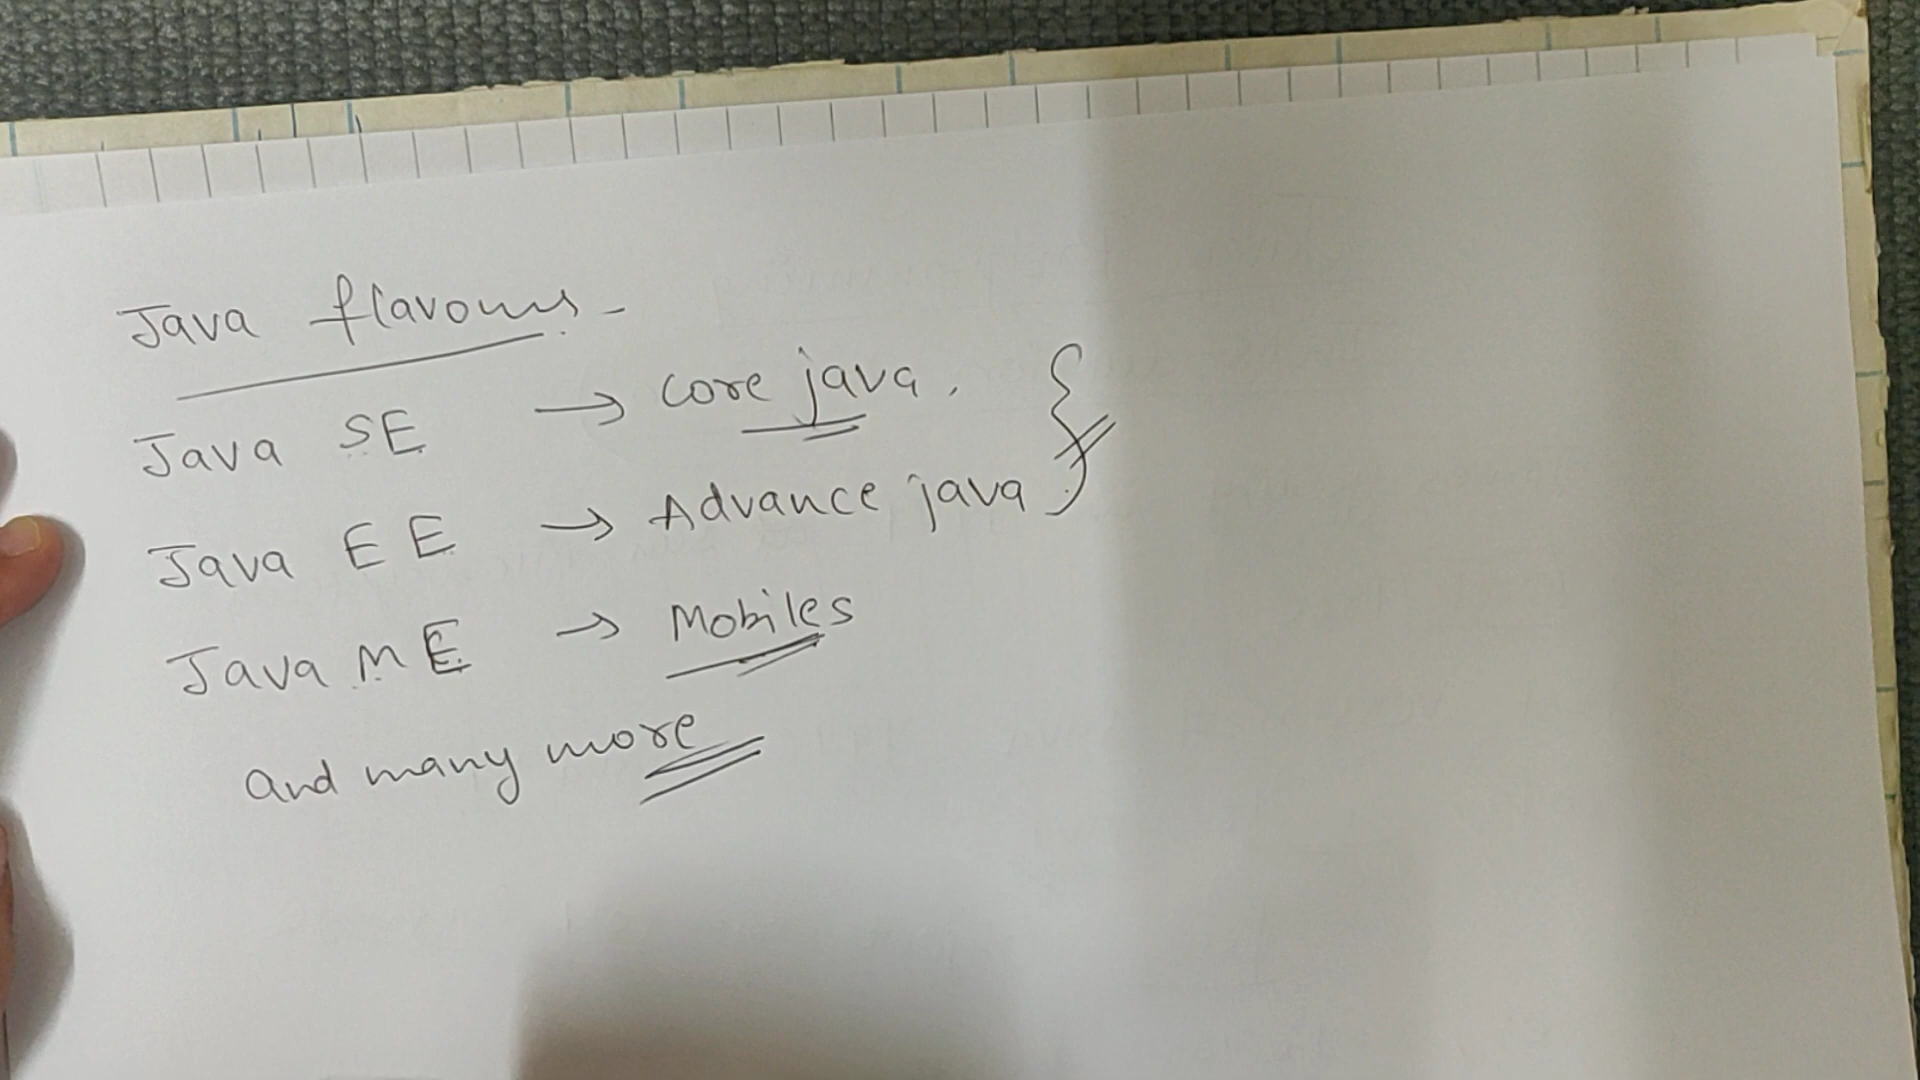 Java flavours -
Java SE → core java.
Java EE → Advance java.
Java ME → Mobiles
and many more